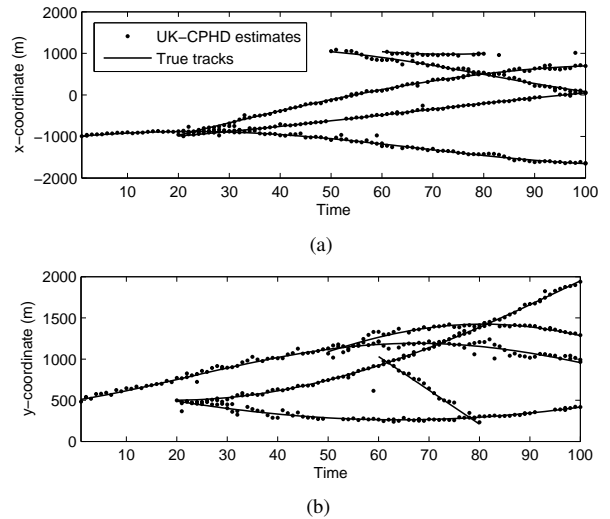 UK−CPHD estimates
True tracks
x−coordinate (m)
2000
1000
0
−1000
−2000
10 20 30 40 50 60 70 80 90 100
Time
(a)
y−coordinate (m)
2000
1500
1000
500
0
10 20 30 40 50 60 70 80 90 100
Time
(b)